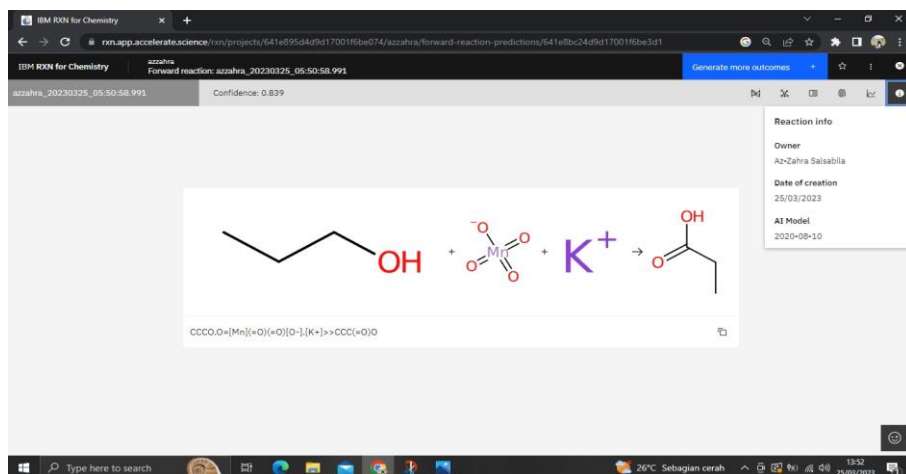 IBM RXN for Chemistry
rxn.app.accelerate.science/rxn/projects/641e895d4d9d17001f6be074/azzahra/forward-reaction-predictions/641e8bc24d9d17001f6be3d1
IBM RXN for Chemistry
azzahra
Forward reaction: azzahra_20230325_05:50:58.991
Generate more outcomes +
azzahra_20230325_05:50:58.991
Confidence: 0.839
Reaction info
Owner
Az-Zahra Salsabila
Date of creation
25/03/2023
AI Model
2020-08-10
OH + -O Mn O O O + K+ → OH O
CCCO.O=[Mn](=O)(=O)[O-].[K+]>>CCC(=O)O
Type here to search
26°C Sebagian cerah
13:52
25/03/2023